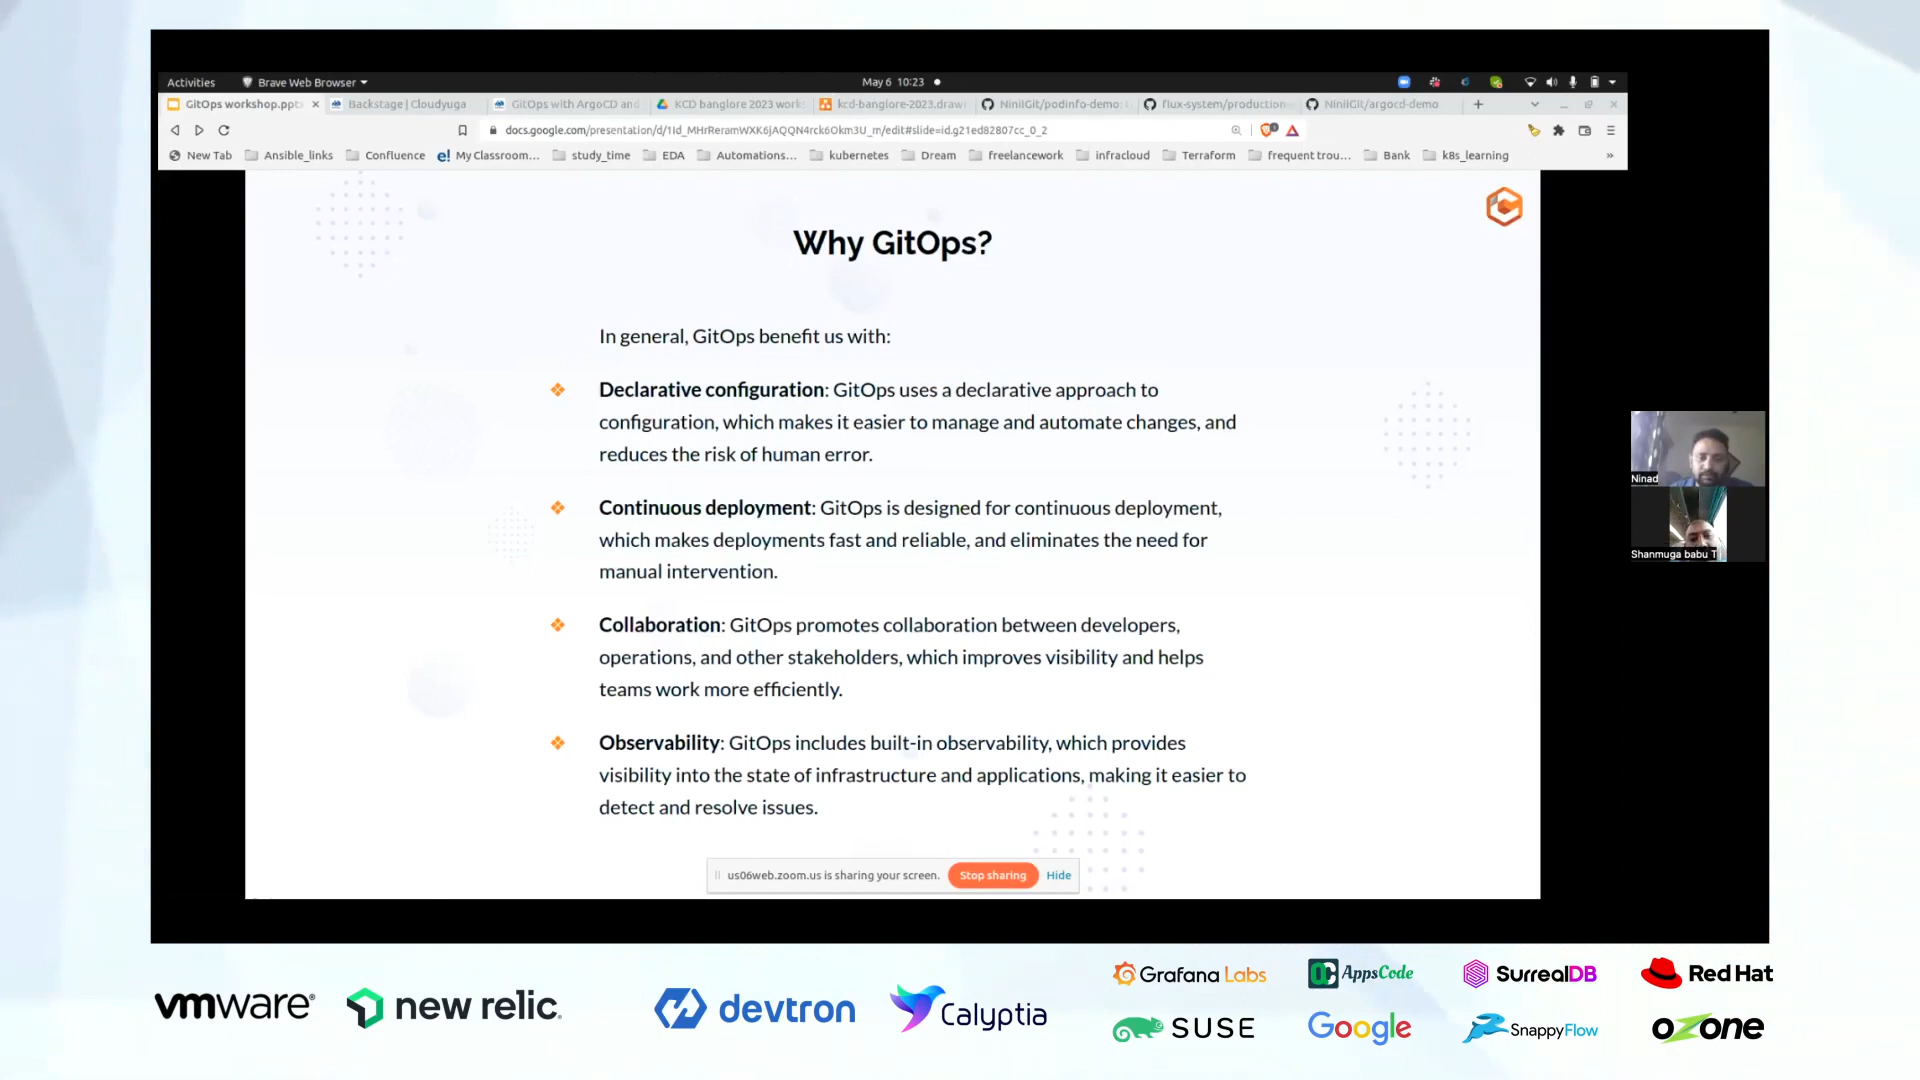 Activities
Brave Web Browser
May 6 10:23
GitOps workshop.ppt
Backstage | Cloudyuga
GitOps with ArgoCD and
KCD banglore 2023 work
kcd-banglore-2023.draw
NiniiGit/podinfo-demo:
flux-system/production
NiniiGit/argocd-demo
docs.google.com/presentation/d/1Id_MHrReramWXK6jAQQN4rck6Okm3U_m/edit#slide=id.g21ed82807cc_0_2
New Tab
Ansible_links
Confluence
My Classroom...
study_time
EDA
Automations...
kubernetes
Dream
freelancework
infracloud
Terraform
frequent trou...
Bank
k8s_learning
Why GitOps?
In general, GitOps benefit us with:
Declarative configuration: GitOps uses a declarative approach to
configuration, which makes it easier to manage and automate changes, and
reduces the risk of human error.
Continuous deployment: GitOps is designed for continuous deployment,
which makes deployments fast and reliable, and eliminates the need for
manual intervention.
Collaboration: GitOps promotes collaboration between developers,
operations, and other stakeholders, which improves visibility and helps
teams work more efficiently.
Observability: GitOps includes built-in observability, which provides
visibility into the state of infrastructure and applications, making it easier to
detect and resolve issues.
us06web.zoom.us is sharing your screen.
Stop sharing
Hide
Ninad
Shanmuga babu T
vmware
new relic
devtron
Calyptia
Grafana Labs
AppsCode
SurrealDB
Red Hat
SUSE
Google
SnappyFlow
ozone